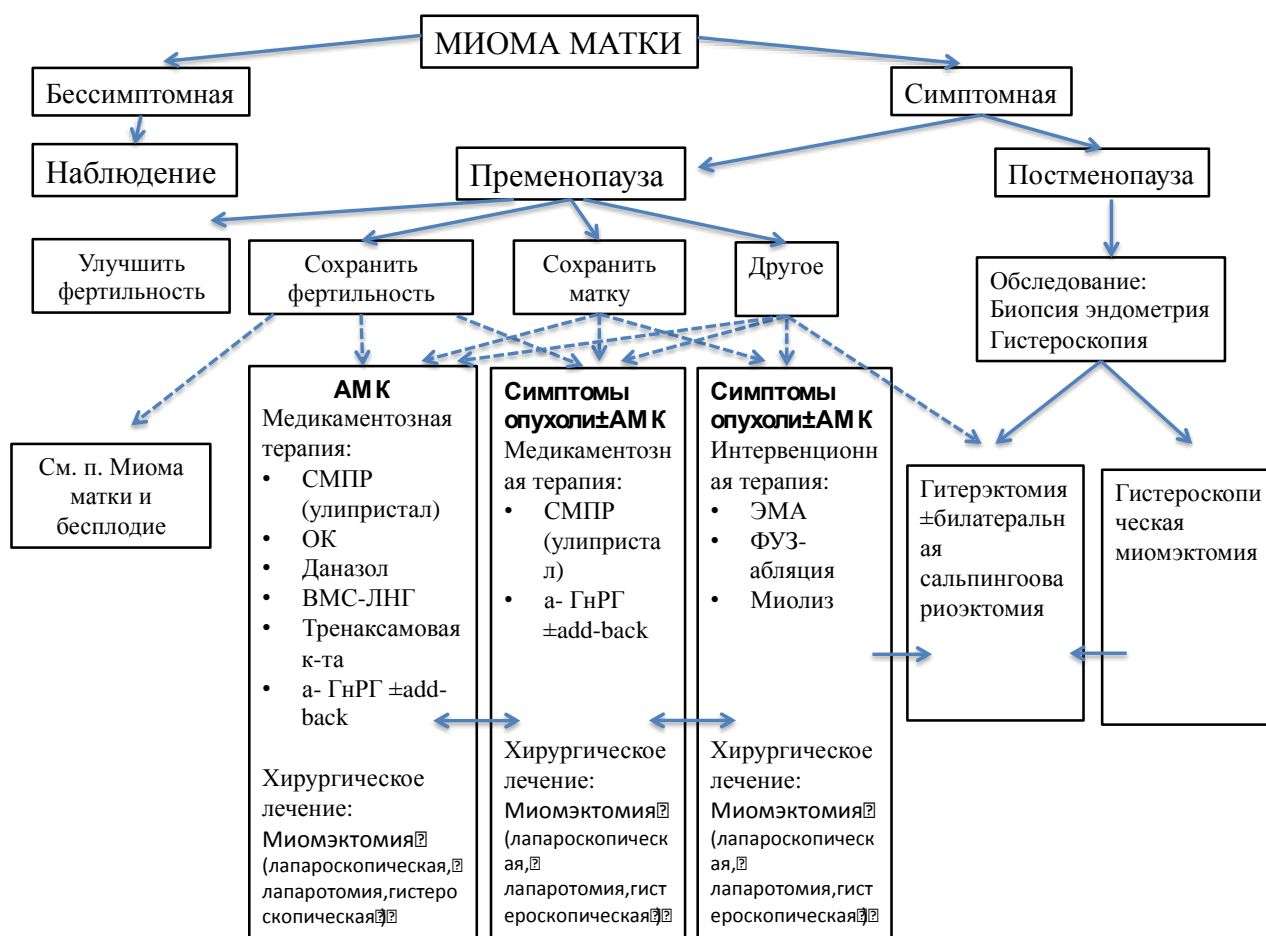 МИОМА МАТКИ
Бессимптомная
Симптомная
Наблюдение
Пременопауза
Постменопауза
Улучшить
фертильность
Сохранить
фертильность
Сохранить
матку
Другое
Обследование:
Биопсия эндометрия
Гистероскопия
См. п. Миома
матки и
бесплодие
АМК
Медикаментозная
терапия:
• СМПР
(улипристал)
• ОК
• Даназол
• ВМС-ЛНГ
• Тренаксамовая
к-та
• а- ГнРГ ±add-
back
Хирургическое
лечение:
Миомэктомия
(лапароскопическая,
лапаротомия,гистеро
скопическая)
Симптомы
опухоли±АМК
Медикаментозн
ая терапия:
• СМПР
(улипристa
л)
• а- ГнРГ
±add-back
Хирургическое
лечение:
Миомэктомия
(лапароскопическ
ая,
лапаротомия,гист
ероскопическая)
Симптомы
опухоли±АМК
Интервенционн
ая терапия:
• ЭМА
• ФУЗ-
абляция
• Миолиз
Хирургическое
лечение:
Миомэктомия
(лапароскопическ
ая,
лапаротомия,гист
ероскопическая)
Гитерэктомия
±билатеральн
ая
сальпингоова
риоэктомия
Гистероскопи
ческая
миомэктомия